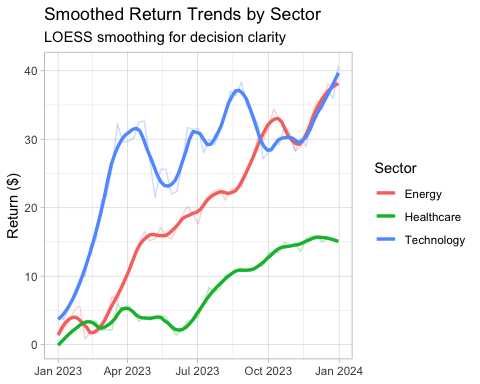 Smoothed Return Trends by Sector
LOESS smoothing for decision clarity
Return ($)
40
30
20
10
0
Jan 2023 Apr 2023 Jul 2023 Oct 2023 Jan 2024
Sector
Energy
Healthcare
Technology